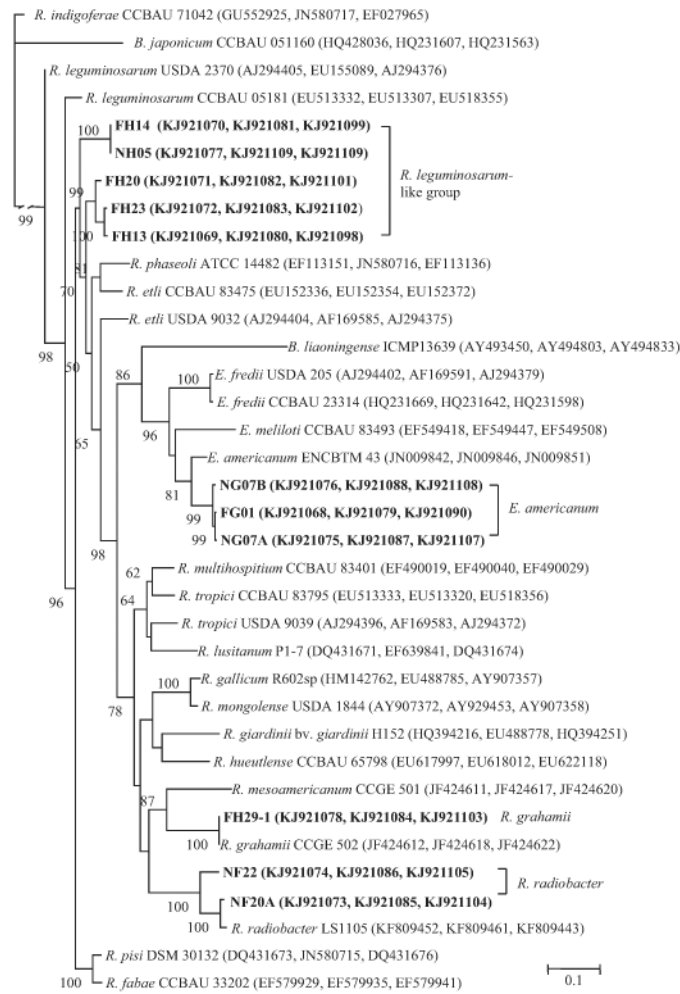 R. indigoferae CCBAU 71042 (GU552925, JN580717, EF027965)
B. japonicum CCBAU 051160 (HQ428036, HQ231607, HQ231563)
R. leguminosarum USDA 2370 (AJ294405, EU155089, AJ294376)
R. leguminosarum CCBAU 05181 (EU513332, EU513307, EU518355)
100
FH14 (KJ921070, KJ921081, KJ921099)
NH05 (KJ921077, KJ921109, KJ921109)
R. leguminosarum-
like group
99
FH20 (KJ921071, KJ921082, KJ921101)
FH23 (KJ921072, KJ921083, KJ921102)
99
100
FH13 (KJ921069, KJ921080, KJ921098)
R. phaseoli ATCC 14482 (EF113151, JN580716, EF113136)
81
70
R. etli CCBAU 83475 (EU152336, EU152354, EU152372)
R. etli USDA 9032 (AJ294404, AF169585, AJ294375)
B. liaoningense ICMP13639 (AY493450, AY494803, AY494833)
98
50
86
100
E. fredii USDA 205 (AJ294402, AF169591, AJ294379)
E. fredii CCBAU 23314 (HQ231669, HQ231642, HQ231598)
E. meliloti CCBAU 83493 (EF549418, EF549447, EF549508)
96
65
E. americanum ENCBTM 43 (JN009842, JN009846, JN009851)
81
NG07B (KJ921076, KJ921088, KJ921108)
FG01 (KJ921068, KJ921079, KJ921090)
E. americanum
99
99
NG07A (KJ921075, KJ921087, KJ921107)
98
62
R. multihospitium CCBAU 83401 (EF490019, EF490040, EF490029)
96
64
R. tropici CCBAU 83795 (EU513333, EU513320, EU518356)
R. tropici USDA 9039 (AJ294396, AF169583, AJ294372)
R. lusitanum P1-7 (DQ431671, EF639841, DQ431674)
100
R. gallicum R602sp (HM142762, EU488785, AY907357)
R. mongolense USDA 1844 (AY907372, AY929453, AY907358)
78
R. giardinii bv. giardinii H152 (HQ394216, EU488778, HQ394251)
R. hueutlense CCBAU 65798 (EU617997, EU618012, EU622118)
R. mesoamericanum CCGE 501 (JF424611, JF424617, JF424620)
87
FH29-1 (KJ921078, KJ921084, KJ921103) R. grahamii
100
R. grahamii CCGE 502 (JF424612, JF424618, JF424622)
NF22 (KJ921074, KJ921086, KJ921105)
R. radiobacter
100
NF20A (KJ921073, KJ921085, KJ921104)
100
R. radiobacter LS1105 (KF809452, KF809461, KF809443)
R. pisi DSM 30132 (DQ431673, JN580715, DQ431676)
100
R. fabae CCBAU 33202 (EF579929, EF579935, EF579941)
0.1